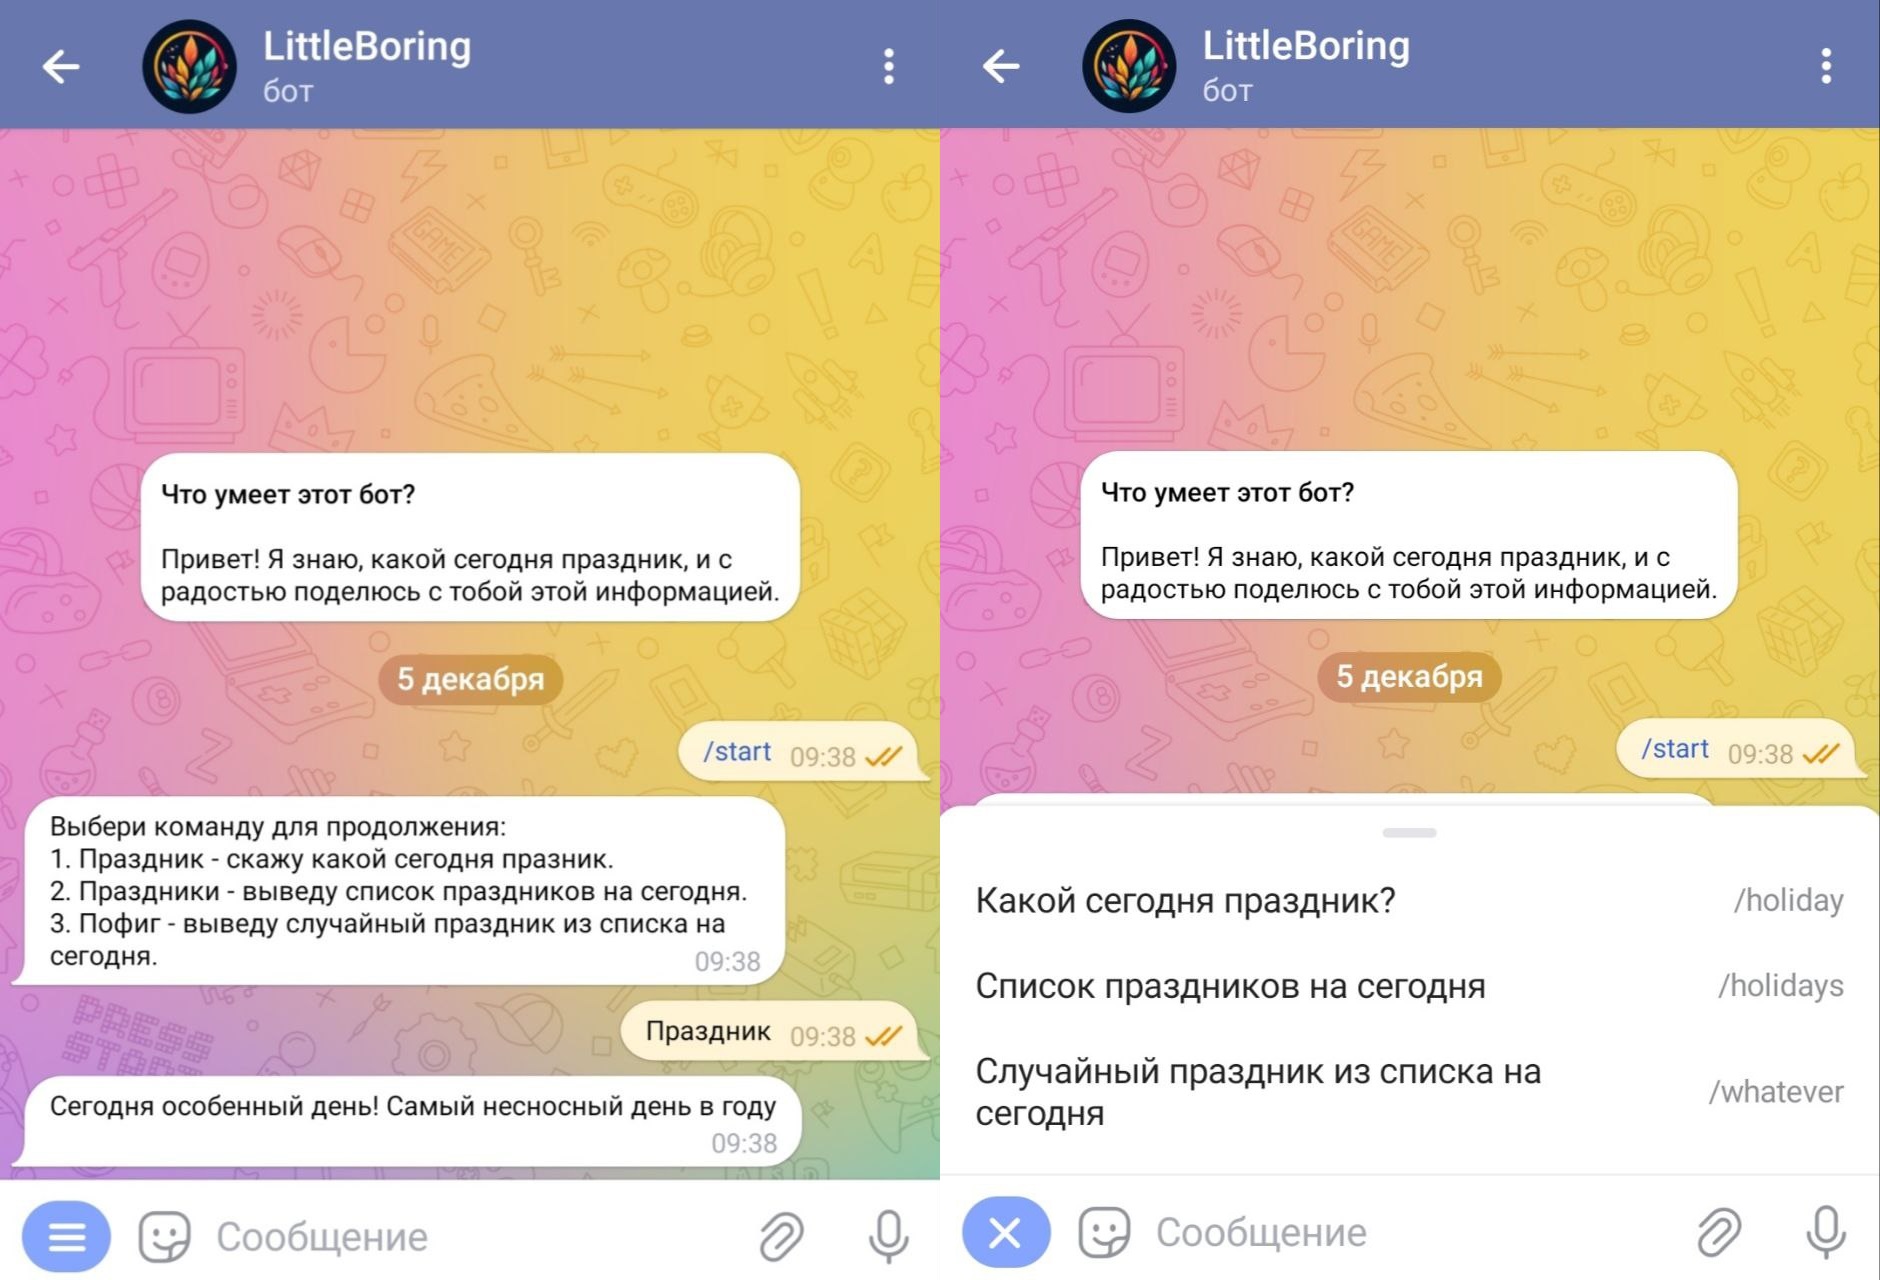 LittleBoring
бот
Что умеет этот бот?
Привет! Я знаю, какой сегодня праздник, и с
радостью поделюсь с тобой этой информацией.
5 декабря
/start 09:38
Выбери команду для продолжения:
1. Праздник - скажу какой сегодня празник.
2. Праздники - выведу список праздников на сегодня.
3. Пофиг - выведу случайный праздник из списка на
сегодня.
09:38
Праздник 09:38
Сегодня особенный день! Самый несносный день в году
09:38
Сообщение
LittleBoring
бот
Что умеет этот бот?
Привет! Я знаю, какой сегодня праздник, и с
радостью поделюсь с тобой этой информацией.
5 декабря
/start 09:38
Какой сегодня праздник? /holiday
Список праздников на сегодня /holidays
Случайный праздник из списка на
сегодня
/whatever
Сообщение
GAME
PRESS
START
GAME